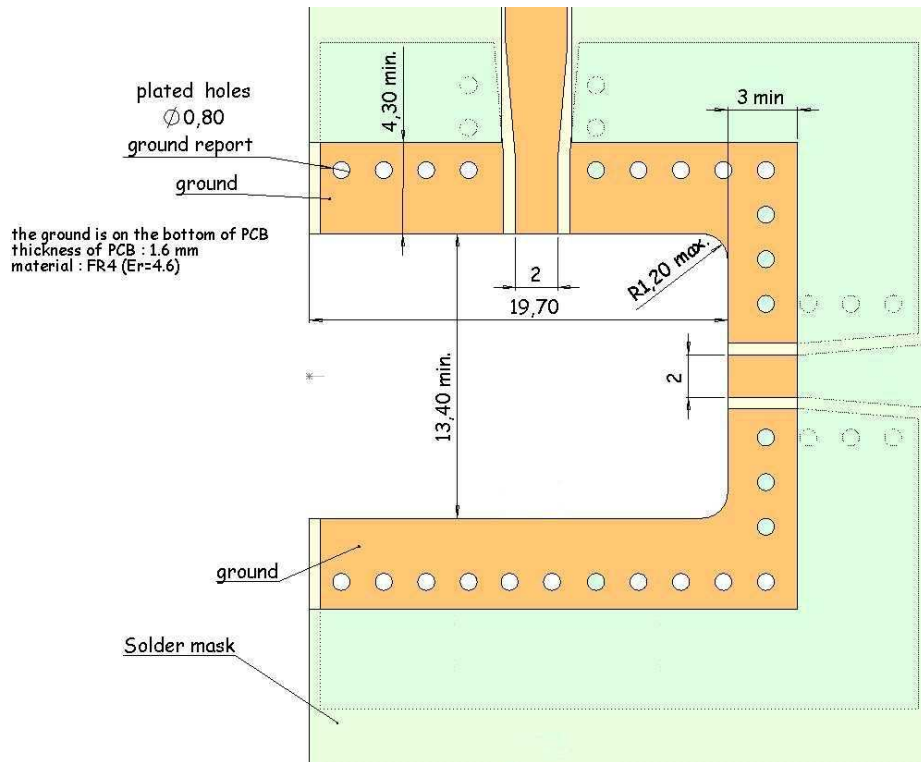 plated holes
∅0,80
ground report
ground
4,30 min.
3 min
the ground is on the bottom of PCB
thickness of PCB : 1.6 mm
material : FR4 (Er=4.6)
R1,20 max.
2
19,70
13,40 min.
2
ground
Solder mask